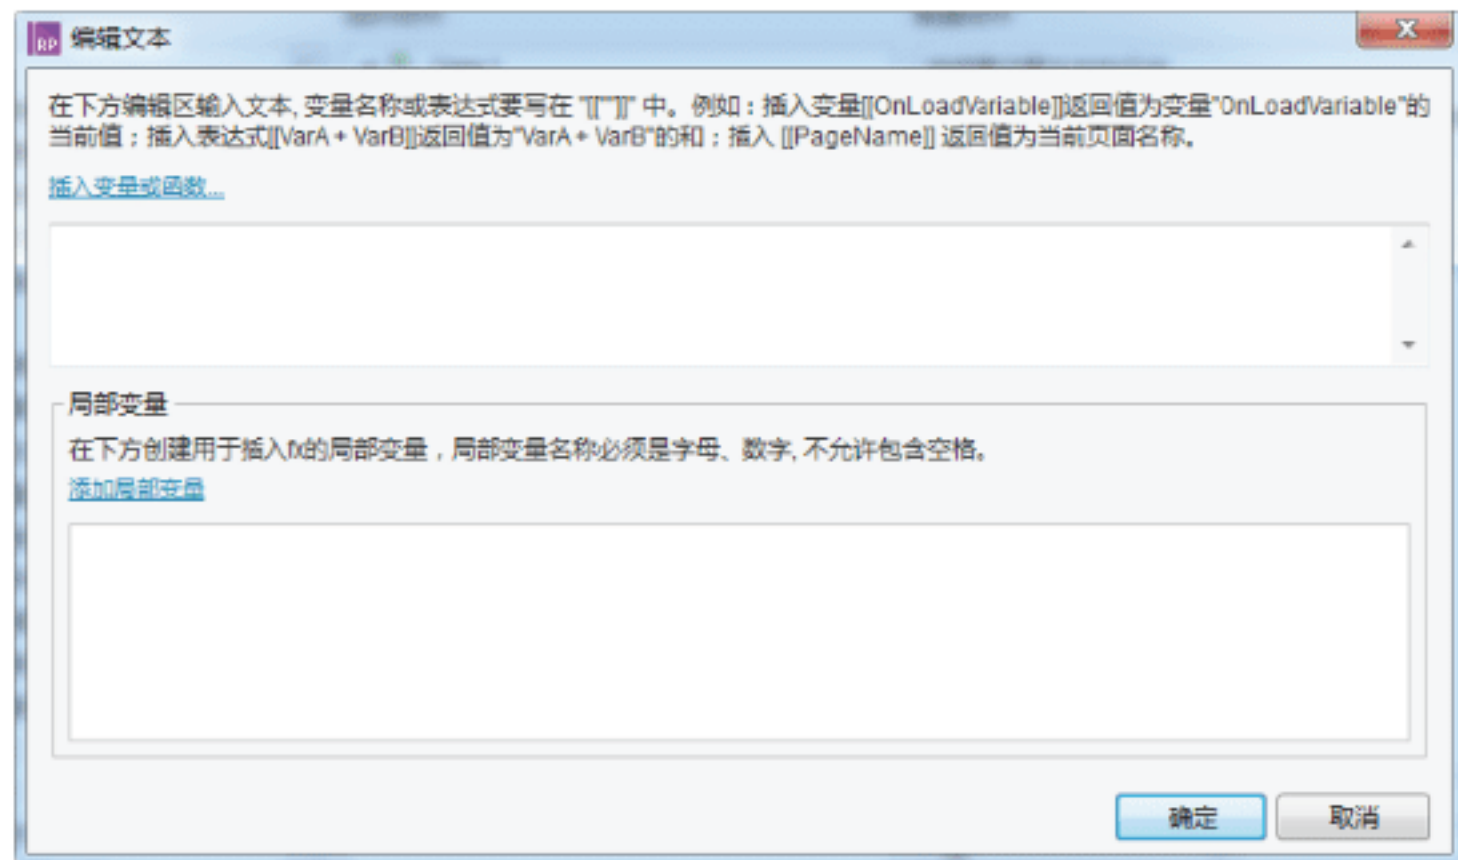 RP 编辑文本
在下方编辑区输入文本, 变量名称或表达式要写在 "[[""]]" 中。例如：插入变量[[OnLoadVariable]]返回值为变量"OnLoadVariable"的
当前值；插入表达式[[VarA + VarB]]返回值为"VarA + VarB"的和；插入 [[PageName]] 返回值为当前页面名称。
插入变量或函数...
局部变量
在下方创建用于插入fx的局部变量，局部变量名称必须是字母、数字, 不允许包含空格。
添加局部变量
确定
取消